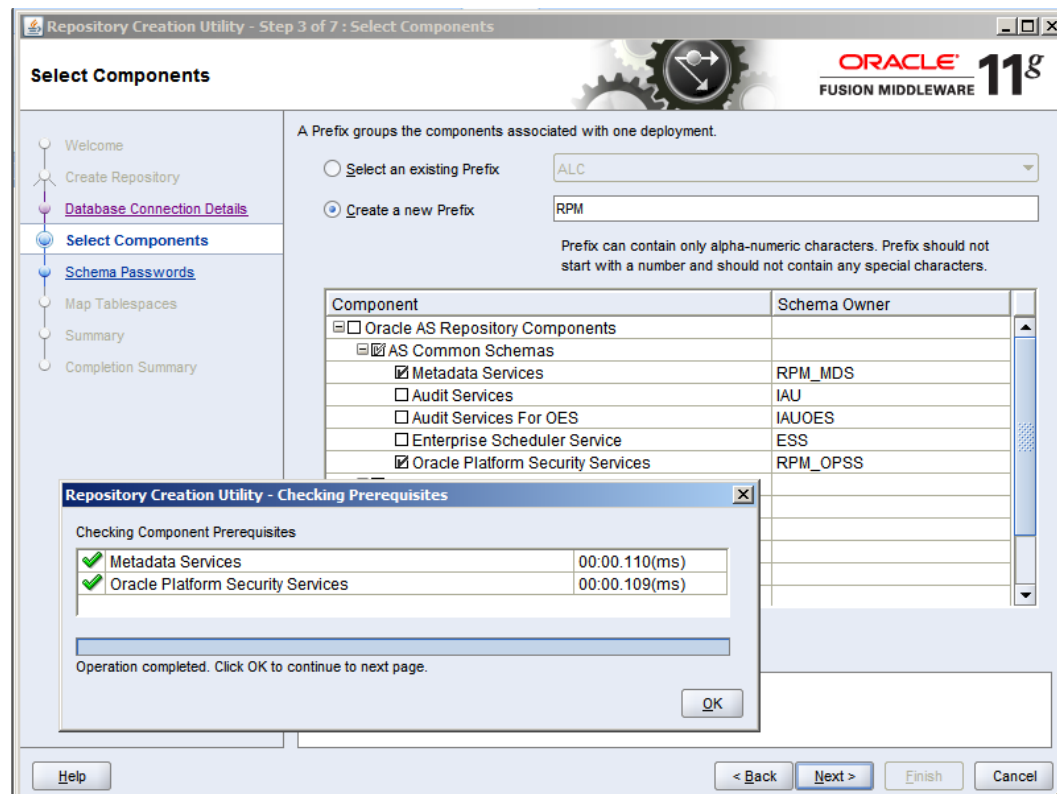 Repository Creation Utility - Step 3 of 7 : Select Components
Select Components
ORACLE
FUSION MIDDLEWARE 11g
Welcome
Create Repository
Database Connection Details
Select Components
Schema Passwords
Map Tablespaces
Summary
Completion Summary
A Prefix groups the components associated with one deployment.
Select an existing Prefix ALC
Create a new Prefix RPM
Prefix can contain only alpha-numeric characters. Prefix should not
start with a number and should not contain any special characters.
Component Schema Owner
Oracle AS Repository Components
AS Common Schemas
Metadata Services RPM_MDS
Audit Services IAU
Audit Services For OES IAUOES
Enterprise Scheduler Service ESS
Oracle Platform Security Services RPM_OPSS
Repository Creation Utility - Checking Prerequisites
Checking Component Prerequisites
Metadata Services 00:00.110(ms)
Oracle Platform Security Services 00:00.109(ms)
Operation completed. Click OK to continue to next page.
OK
Help < Back Next > Finish Cancel